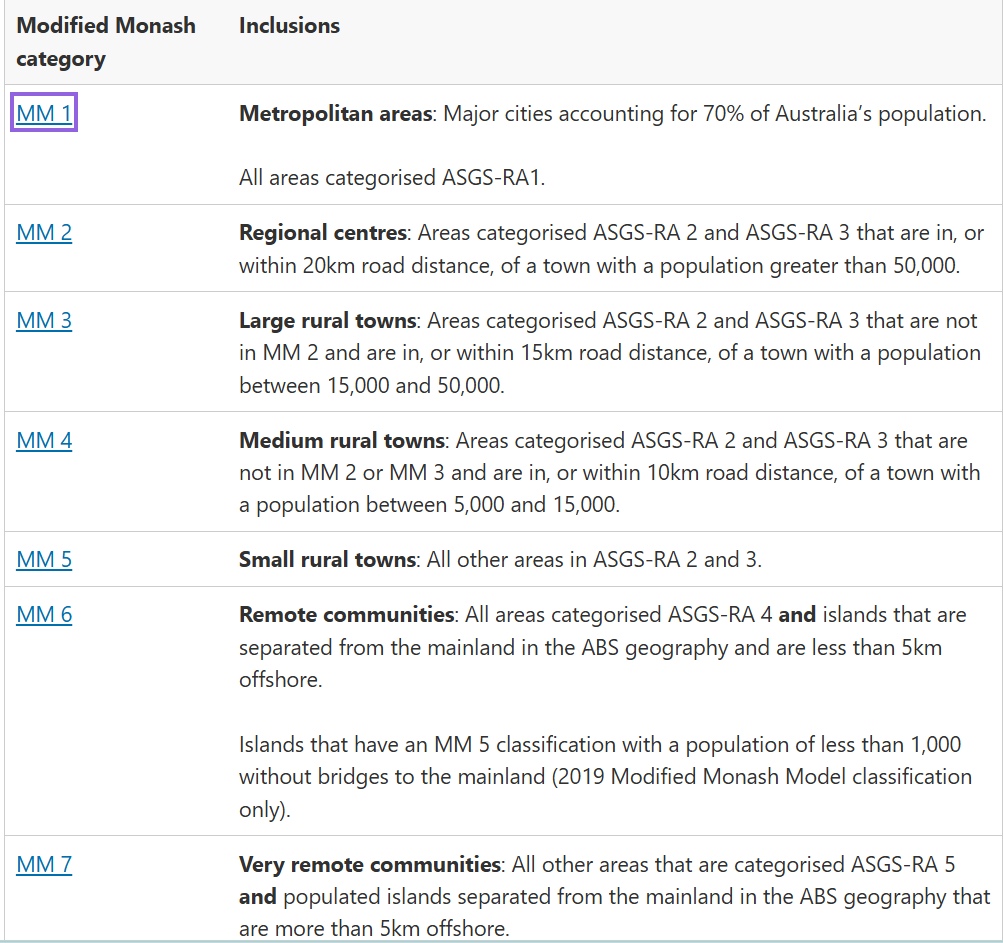 Modified Monash category
Inclusions
MM 1
Metropolitan areas: Major cities accounting for 70% of Australia’s population.
All areas categorised ASGS-RA1.
MM 2
Regional centres: Areas categorised ASGS-RA 2 and ASGS-RA 3 that are in, or
within 20km road distance, of a town with a population greater than 50,000.
MM 3
Large rural towns: Areas categorised ASGS-RA 2 and ASGS-RA 3 that are not
in MM 2 and are in, or within 15km road distance, of a town with a population
between 15,000 and 50,000.
MM 4
Medium rural towns: Areas categorised ASGS-RA 2 and ASGS-RA 3 that are
not in MM 2 or MM 3 and are in, or within 10km road distance, of a town with
a population between 5,000 and 15,000.
MM 5
Small rural towns: All other areas in ASGS-RA 2 and 3.
MM 6
Remote communities: All areas categorised ASGS-RA 4 and islands that are
separated from the mainland in the ABS geography and are less than 5km
offshore.
Islands that have an MM 5 classification with a population of less than 1,000
without bridges to the mainland (2019 Modified Monash Model classification
only).
MM 7
Very remote communities: All other areas that are categorised ASGS-RA 5
and populated islands separated from the mainland in the ABS geography that
are more than 5km offshore.